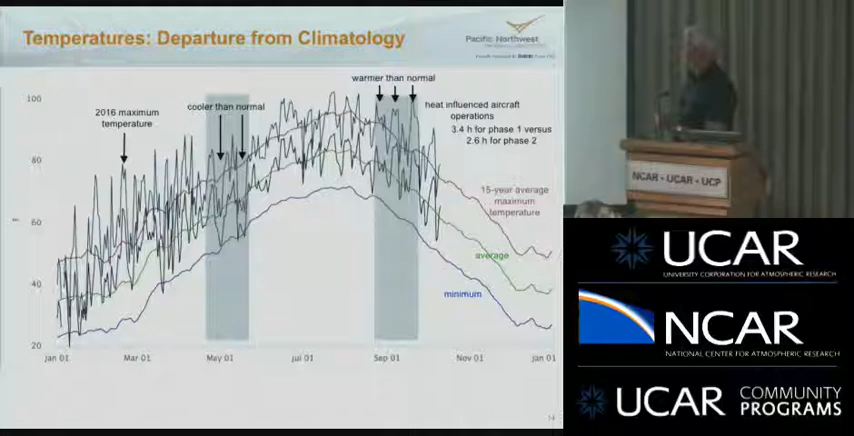 Temperatures: Departure from Climatology
Pacific Northwest
warmer than normal
100
2016 maximum
temperature
cooler than normal
heat influenced aircraft
operations
3.4 h for phase 1 versus
2.6 h for phase 2
80
15-year average
maximum
temperature
60
average
40
minimum
20
Jan 01
Mar 01
May 01
Jul 01
Sep 01
Nov 01
Jan 01
NCAR - UCAR - UCP
UCAR
UNIVERSITY CORPORATION FOR ATMOSPHERIC RESEARCH
NCAR
NATIONAL CENTER FOR ATMOSPHERIC RESEARCH
UCAR COMMUNITY
PROGRAMS